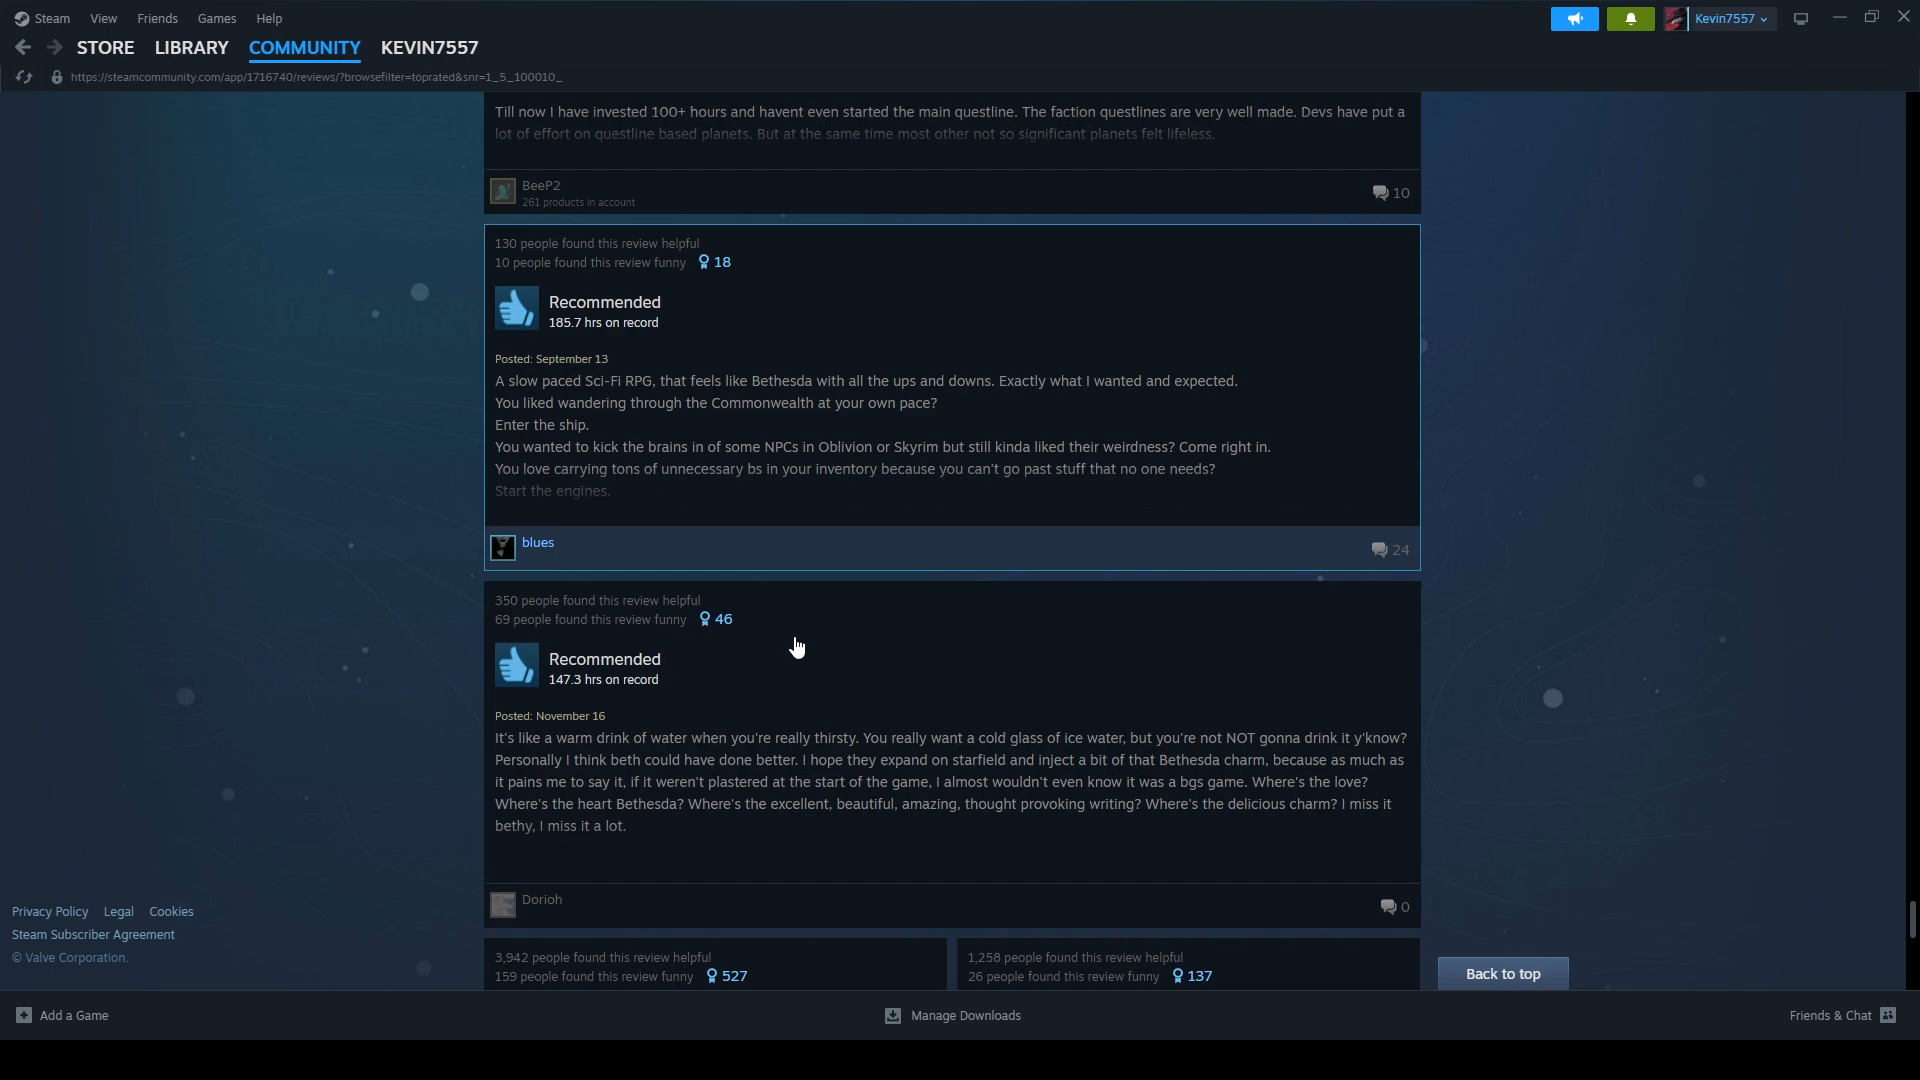 Steam View Friends Games Help
Kevin7557
STORE LIBRARY COMMUNITY KEVIN7557
https://steamcommunity.com/app/1716740/reviews/?browsefilter=toprated&snr=1_5_100010_
Till now I have invested 100+ hours and havent even started the main questline. The faction questlines are very well made. Devs have put a
lot of effort on questline based planets. But at the same time most other not so significant planets felt lifeless.
BeeP2
261 products in account
10
130 people found this review helpful
10 people found this review funny 18
Recommended
185.7 hrs on record
Posted: September 13
A slow paced Sci-Fi RPG, that feels like Bethesda with all the ups and downs. Exactly what I wanted and expected.
You liked wandering through the Commonwealth at your own pace?
Enter the ship.
You wanted to kick the brains in of some NPCs in Oblivion or Skyrim but still kinda liked their weirdness? Come right in.
You love carrying tons of unnecessary bs in your inventory because you can't go past stuff that no one needs?
Start the engines.
blues
24
350 people found this review helpful
69 people found this review funny 46
Recommended
147.3 hrs on record
Posted: November 16
It's like a warm drink of water when you're really thirsty. You really want a cold glass of ice water, but you're not NOT gonna drink it y'know?
Personally I think beth could have done better. I hope they expand on starfield and inject a bit of that Bethesda charm, because as much as
it pains me to say it, if it weren't plastered at the start of the game, I almost wouldn't even know it was a bgs game. Where's the love?
Where's the heart Bethesda? Where's the excellent, beautiful, amazing, thought provoking writing? Where's the delicious charm? I miss it
bethy, I miss it a lot.
Dorioh
0
3,942 people found this review helpful
159 people found this review funny 527
1,258 people found this review helpful
26 people found this review funny 137
Privacy Policy Legal Cookies
Steam Subscriber Agreement
© Valve Corporation.
Back to top
Add a Game
Manage Downloads
Friends & Chat